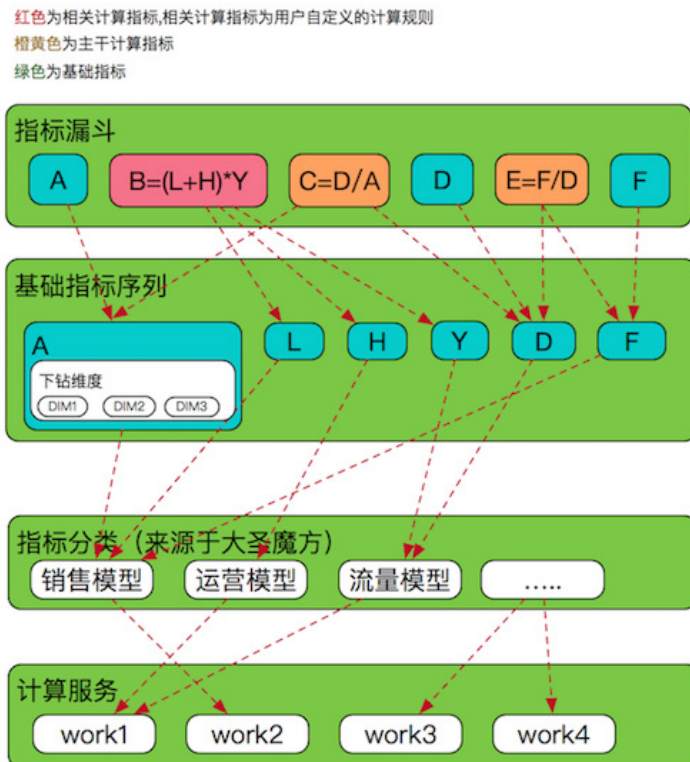 红色为相关计算指标,相关计算指标为用户自定义的计算规则
橙黄色为主干计算指标
绿色为基础指标
指标漏斗
A B=(L+H)*Y C=D/A D E=F/D F
基础指标序列
A L H Y D F
下钻维度
DIM1 DIM2 DIM3
指标分类（来源于大圣魔方）
销售模型 运营模型 流量模型 .....
计算服务
work1 work2 work3 work4